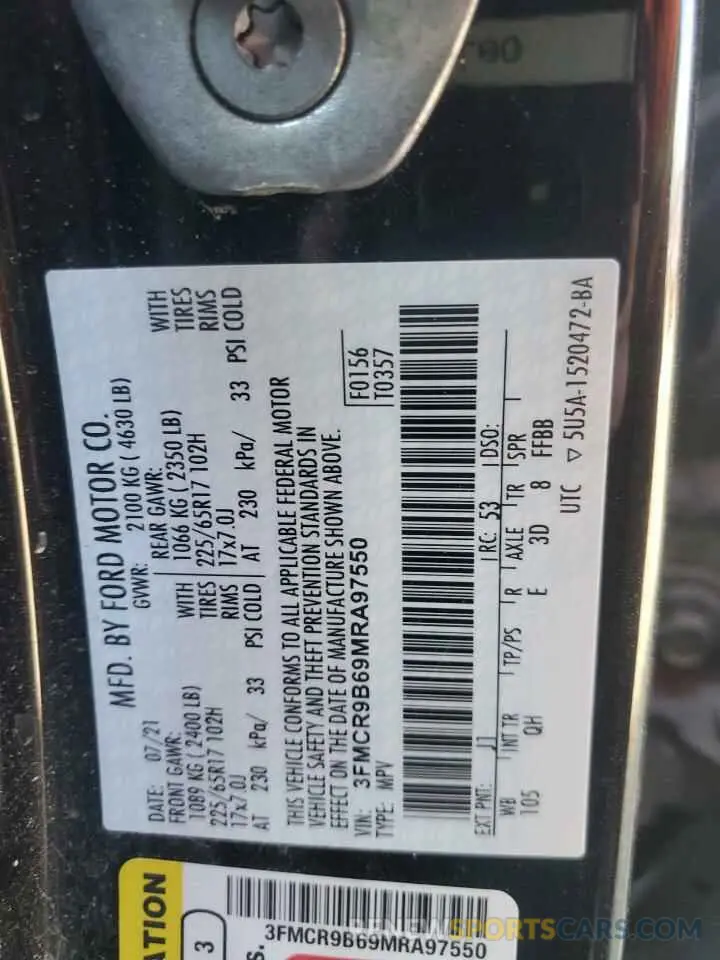 MFD. BY FORD MOTOR CO.
DATE: 07/21
GVWR: 2100 KG ( 4630 LB)
FRONT GAWR:
1089 KG ( 2400 LB) WITH
225/65R17 102H TIRES
17x7.0J RIMS
AT 230 kPa/ 33 PSI COLD
REAR GAWR:
1066 KG ( 2350 LB) WITH
225/65R17 102H TIRES
17x7.0J RIMS
AT 230 kPa/ 33 PSI COLD
THIS VEHICLE CONFORMS TO ALL APPLICABLE FEDERAL MOTOR
VEHICLE SAFETY AND THEFT PREVENTION STANDARDS IN
EFFECT ON THE DATE OF MANUFACTURE SHOWN ABOVE.
VIN: 3FMCR9B69MRA97550
TYPE: MPV
F0156
T0357
EXT PNT: J1 RC: 53 DSO:
WB INT TR TP/PS R AXLE TR SPR
105 QH E 3D 8 FFBB
UTC ▽ 5U5A-1520472-BA
ATION
3
S.
3FMCR9B69MRA97550
RENEWSPORTSCARS.COM